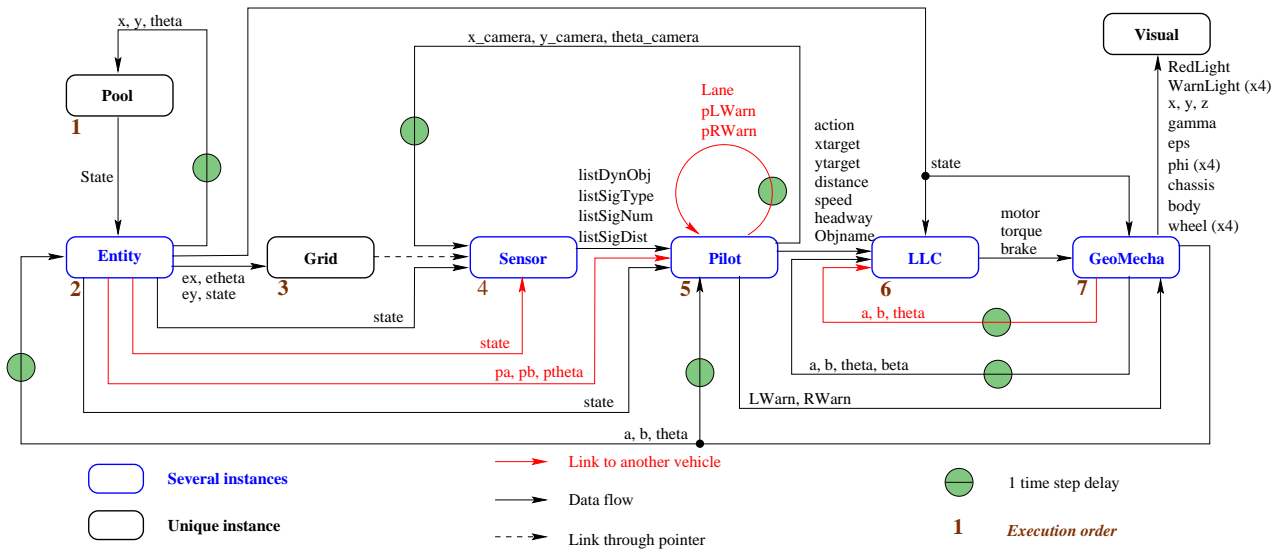 x, y, theta
x_camera, y_camera, theta_camera
Visual
RedLight
WarnLight (x4)
x, y, z
gamma
eps
phi (x4)
chassis
body
wheel (x4)
Pool
1
Lane
pLWarn
pRWarn
action
xtarget
ytarget
distance
speed
headway
Objname
state
State
listDynObj
listSigType
listSigNum
listSigDist
motor
torque
brake
Entity
2
Grid
3
Sensor
4
Pilot
5
LLC
6
GeoMecha
7
ex, etheta
ey, state
state
a, b, theta
state
pa, pb, ptheta
a, b, theta, beta
state
LWarn, RWarn
a, b, theta
Several instances
Link to another vehicle
1 time step delay
Data flow
Unique instance
1
Execution order
Link through pointer